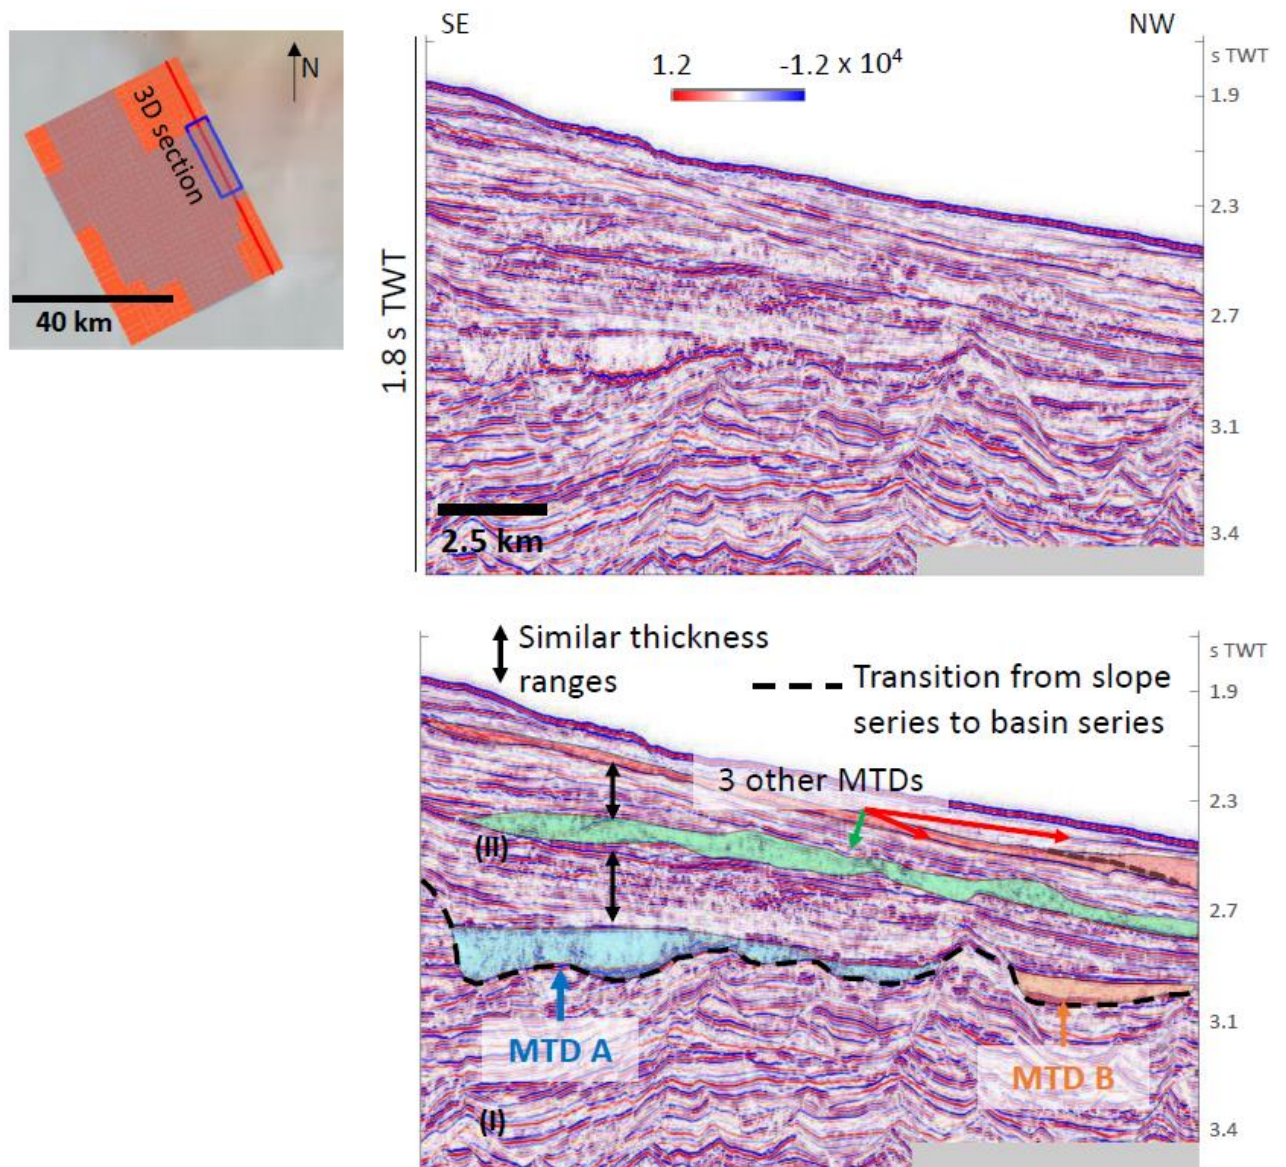 SE
NW
N
3D section
40 km
1.2
-1.2 x 10⁴
s TWT
1.9
2.3
2.7
3.1
3.4
1.8 s TWT
2.5 km
Similar thickness
ranges
Transition from slope
series to basin series
s TWT
1.9
3 other MTDs
2.3
(II)
2.7
3.1
MTD A
MTD B
(I)
3.4